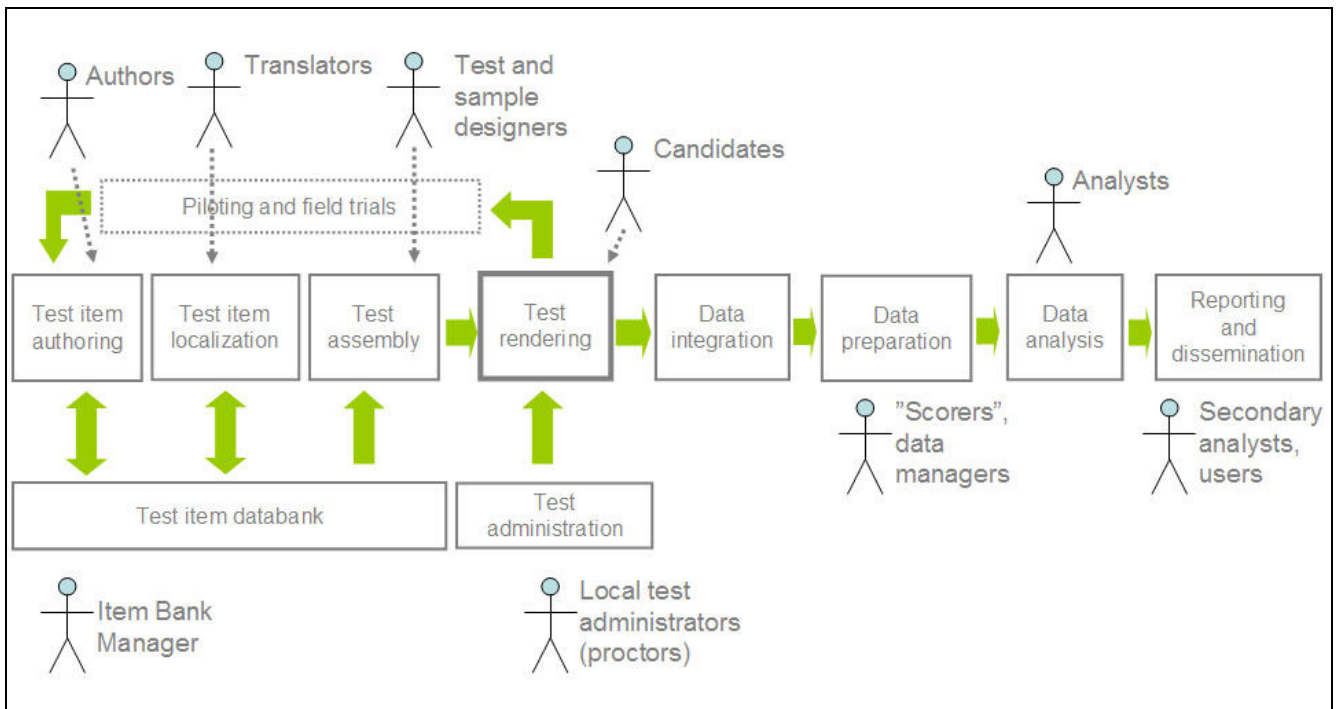 Authors
Translators
Test and
sample
designers
Candidates
Analysts
Piloting and field trials
Test item
authoring
Test item
localization
Test
assembly
Test
rendering
Data
integration
Data
preparation
Data
analysis
Reporting
and
dissemination
"Scorers",
data
managers
Secondary
analysts,
users
Test item databank
Test
administration
Item Bank
Manager
Local test
administrators
(proctors)